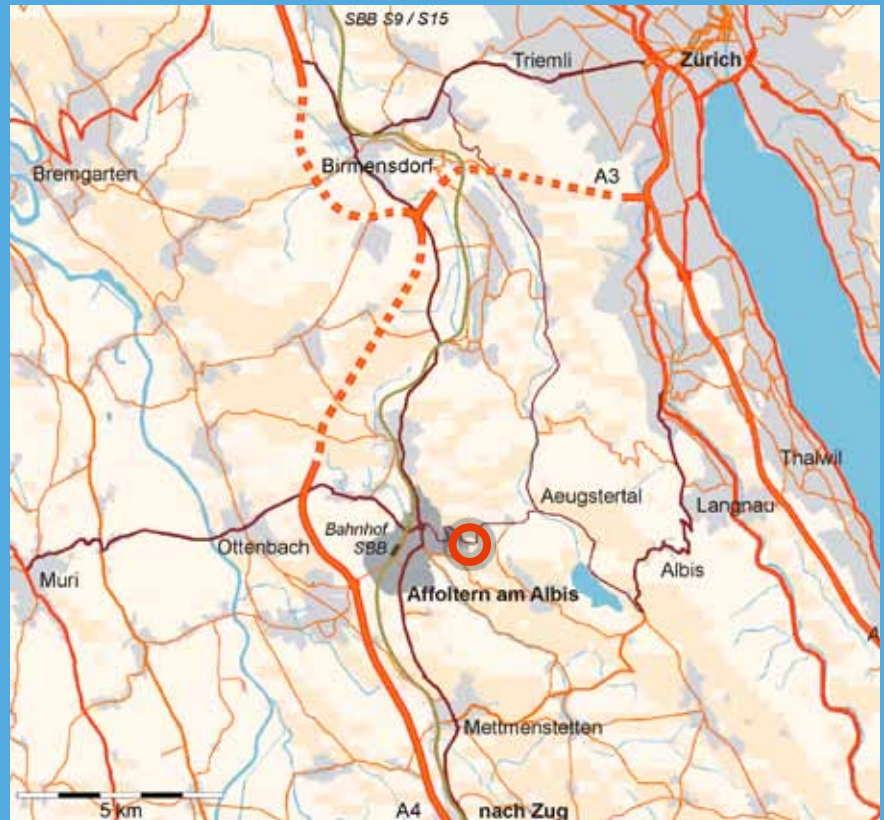 SBB S9 / S15
Triemli
Zürich
Bremgarten
Birmensdorf
A3
Thalwil
Aeugstertal
Langnau
Bahnhof
SBB
Ottenbach
Muri
Albis
Affoltern am Albis
Mettmenstetten
5 km
A4
nach Zug
A